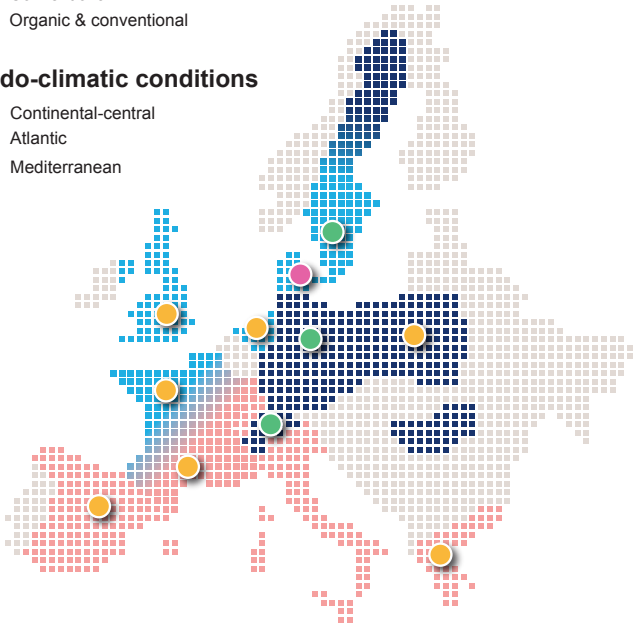 Organic & conventional
do-climatic conditions
Continental-central
Atlantic
Mediterranean